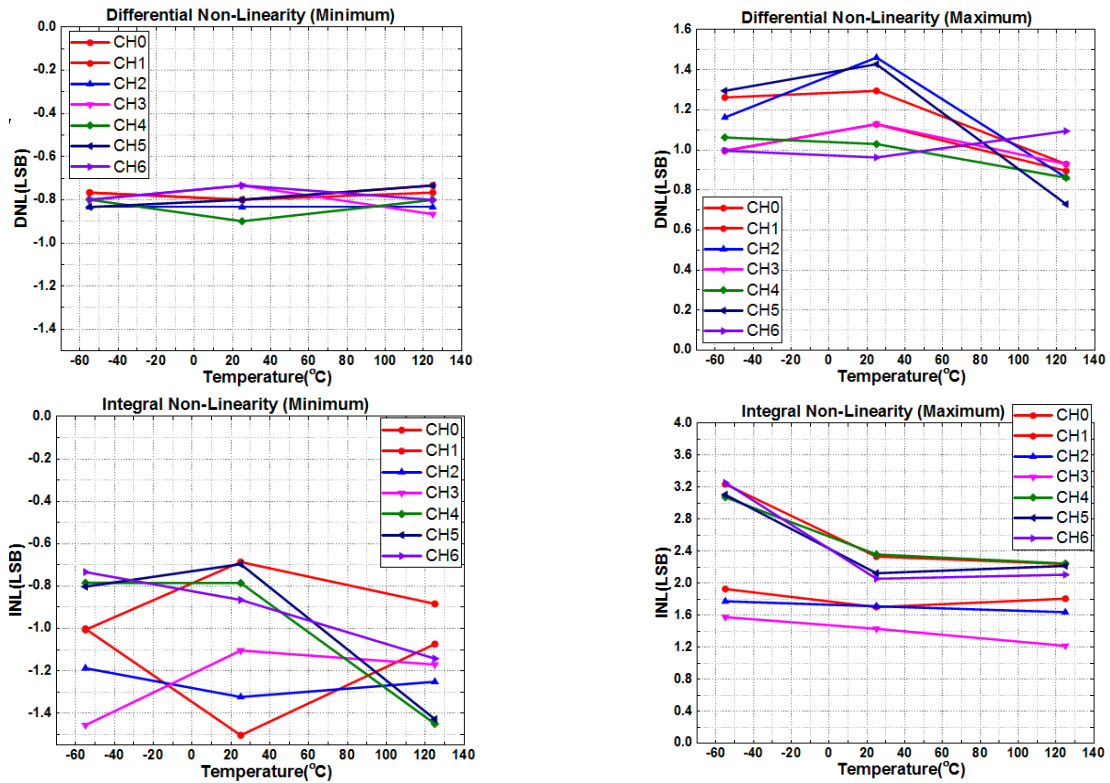 Differential Non-Linearity (Minimum)
0.0
-0.2
-0.4
-0.6
-0.8
-1.0
-1.2
-1.4
DNL(LSB)
CH0
CH1
CH2
CH3
CH4
CH5
CH6
-60 -40 -20 0 20 40 60 80 100 120 140
Temperature(°C)
Differential Non-Linearity (Maximum)
1.6
1.4
1.2
1.0
0.8
0.6
0.4
0.2
0.0
DNL(LSB)
CH0
CH1
CH2
CH3
CH4
CH5
CH6
-60 -40 -20 0 20 40 60 80 100 120 140
Temperature(°C)
Integral Non-Linearity (Minimum)
0.0
-0.2
-0.4
-0.6
-0.8
-1.0
-1.2
-1.4
INL(LSB)
CH0
CH1
CH2
CH3
CH4
CH5
CH6
-60 -40 -20 0 20 40 60 80 100 120 140
Temperature(°C)
Integral Non-Linearity (Maximum)
4.0
3.6
3.2
2.8
2.4
2.0
1.6
1.2
0.8
0.4
0.0
INL(LSB)
CH0
CH1
CH2
CH3
CH4
CH5
CH6
-60 -40 -20 0 20 40 60 80 100 120 140
Temperature(°C)